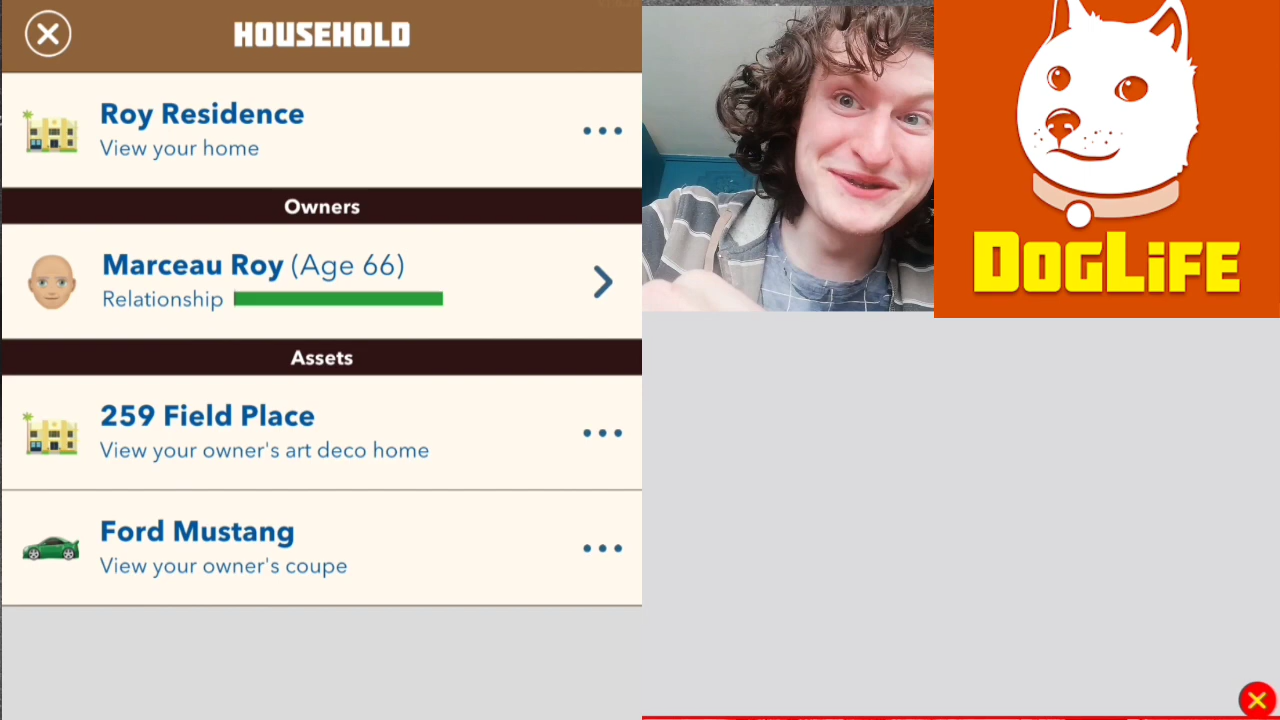 HOUSEHOLD
Roy Residence
View your home
Owners
Marceau Roy (Age 66)
Relationship
Assets
259 Field Place
View your owner's art deco home
Ford Mustang
View your owner's coupe
DOGLIFE